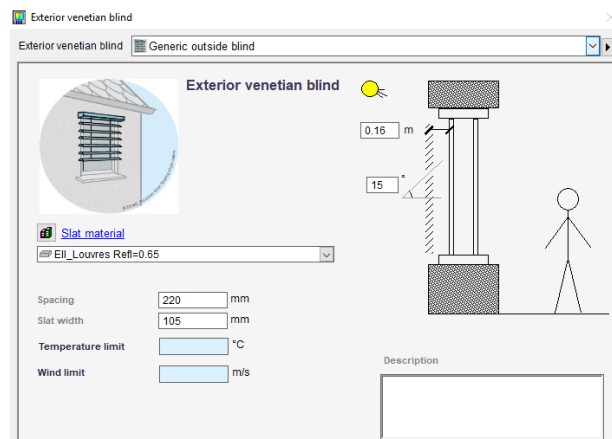 Exterior venetian blind
Exterior venetian blind Generic outside blind
Exterior venetian blind
0.16 m
15 °
Slat material
Ell_Louvres Refl=0.65
Spacing 220 mm
Slat width 105 mm
Temperature limit °C
Wind limit m/s
Description